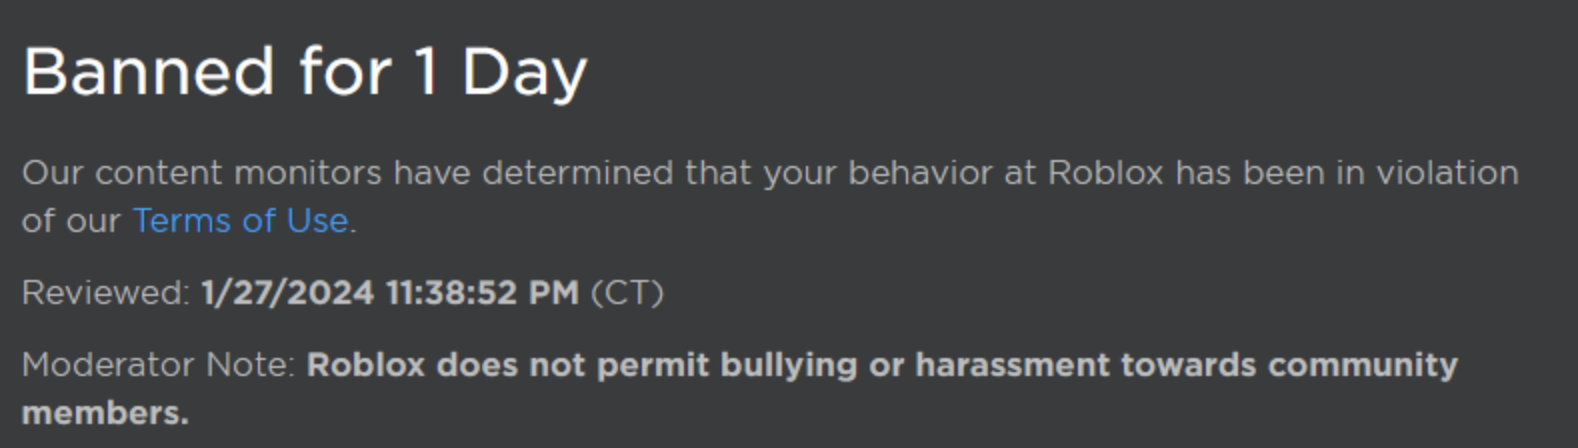 Banned for 1 Day
Our content monitors have determined that your behavior at Roblox has been in violation
of our Terms of Use.
Reviewed: 1/27/2024 11:38:52 PM (CT)
Moderator Note: Roblox does not permit bullying or harassment towards community
members.